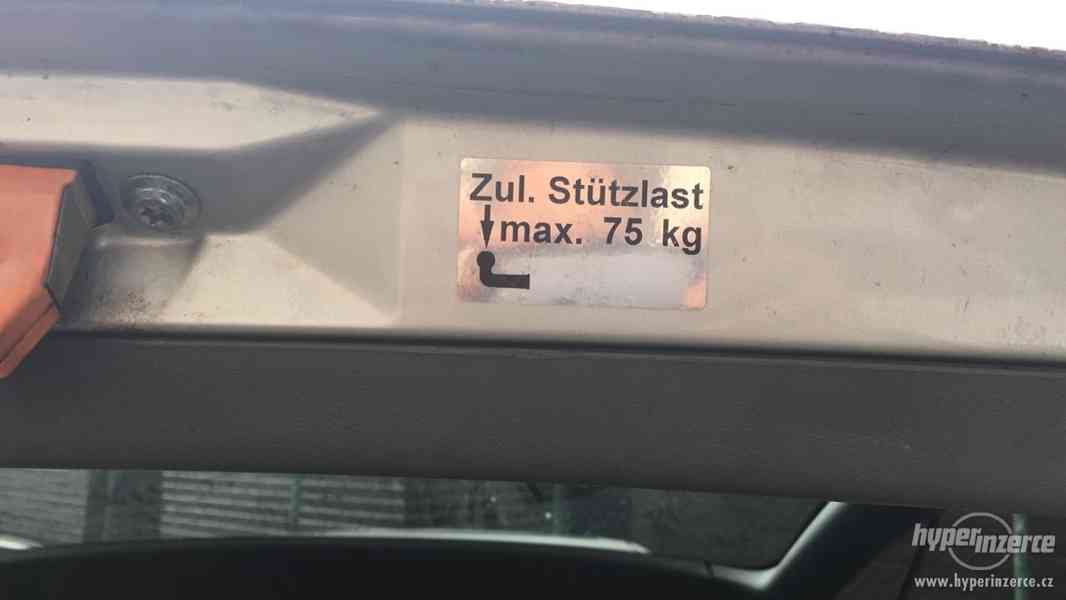 Zul. Stützlast
max. 75 kg
hyperinzerce
www.hyperinzerce.cz